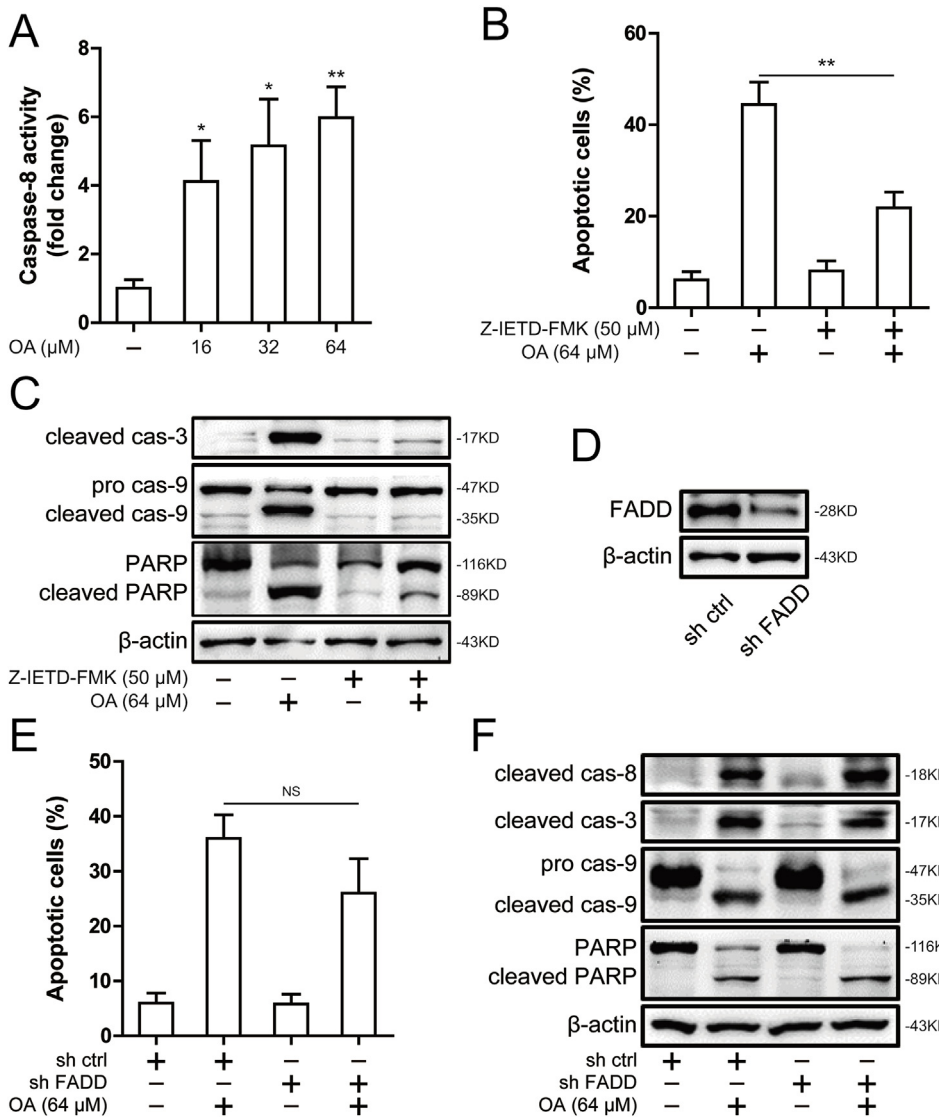 A
Caspase-8 activity
(fold change)
8
6
4
2
0
* * **
OA (μM) – 16 32 64
B
Apoptotic cells (%)
60
40
20
0
**
Z-IETD-FMK (50 μM) – – + +
OA (64 μM) – + – +
C
cleaved cas-3 -17KD
pro cas-9 -47KD
cleaved cas-9 -35KD
PARP -116KD
cleaved PARP -89KD
β-actin -43KD
Z-IETD-FMK (50 μM) – – + +
OA (64 μM) – + – +
D
FADD -28KD
β-actin -43KD
sh ctrl
sh FADD
E
Apoptotic cells (%)
50
40
30
20
10
0
NS
sh ctrl + + – –
sh FADD – – + +
OA (64 μM) – + – +
F
cleaved cas-8 -18K
cleaved cas-3 -17K
pro cas-9 -47K
cleaved cas-9 -35K
PARP -116K
cleaved PARP -89K
β-actin -43K
sh ctrl + + – –
sh FADD – – + +
OA (64 μM) – + – +